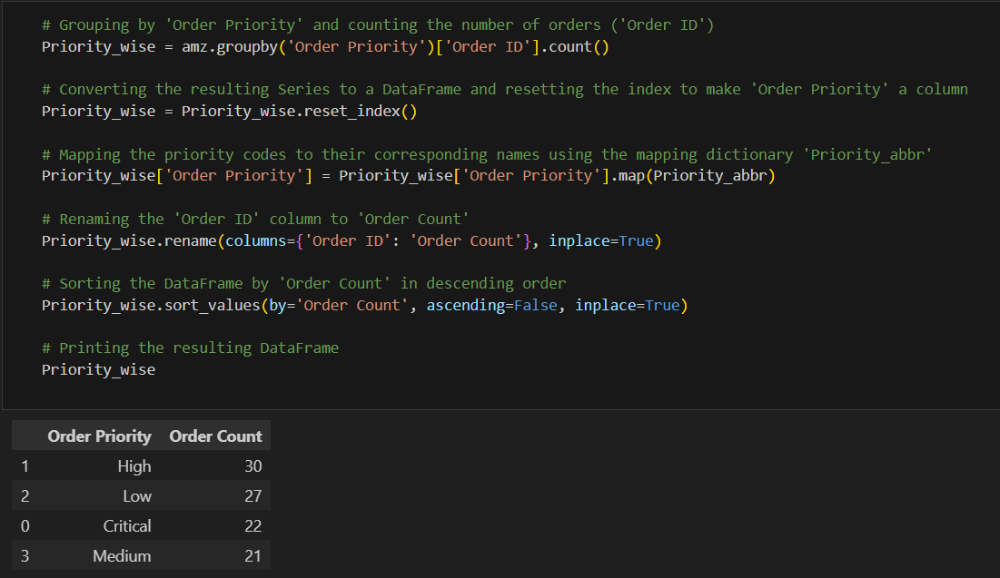 # Grouping by 'Order Priority' and counting the number of orders ('Order ID')
Priority_wise = amz.groupby('Order Priority')['Order ID'].count()
# Converting the resulting Series to a DataFrame and resetting the index to make 'Order Priority' a column
Priority_wise = Priority_wise.reset_index()
# Mapping the priority codes to their corresponding names using the mapping dictionary 'Priority_abbr'
Priority_wise['Order Priority'] = Priority_wise['Order Priority'].map(Priority_abbr)
# Renaming the 'Order ID' column to 'Order Count'
Priority_wise.rename(columns={'Order ID': 'Order Count'}, inplace=True)
# Sorting the DataFrame by 'Order Count' in descending order
Priority_wise.sort_values(by='Order Count', ascending=False, inplace=True)
# Printing the resulting DataFrame
Priority_wise
Order Priority Order Count
1 High 30
2 Low 27
0 Critical 22
3 Medium 21